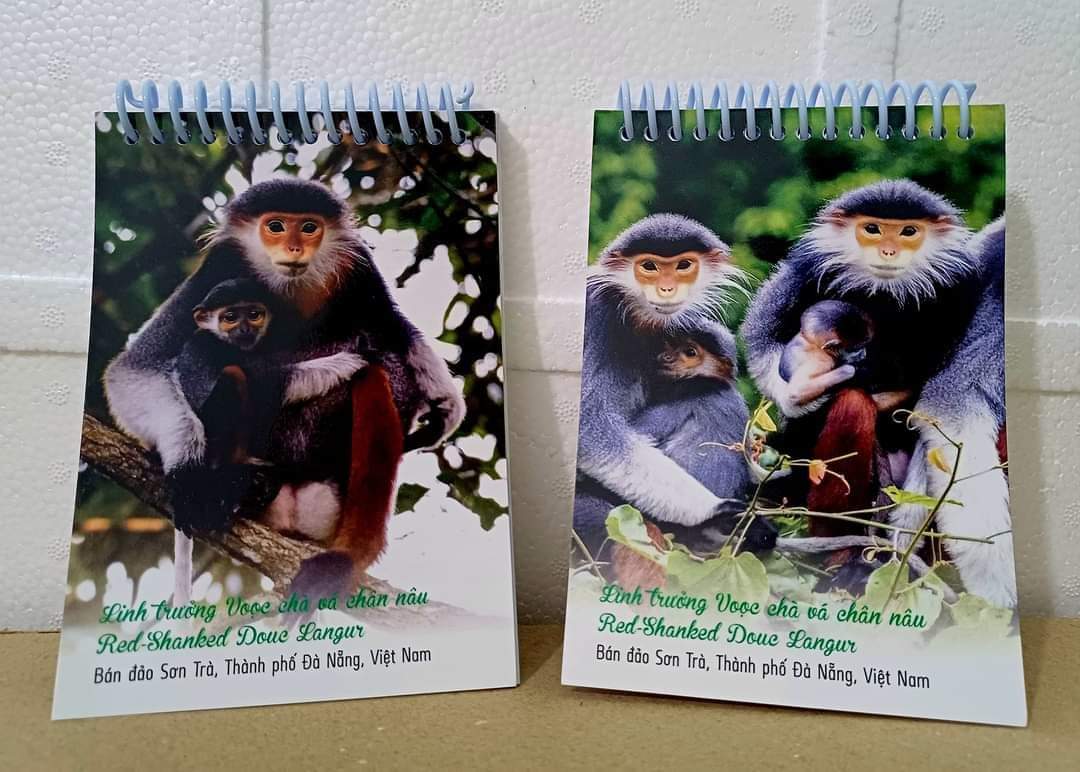 Linh trưởng Voọc chà vá chân nâu
Red-Shanked Douc Langur
Bán đảo Sơn Trà, Thành phố Đà Nẵng, Việt Nam
Linh trưởng Voọc chà vá chân nâu
Red-Shanked Douc Langur
Bán đảo Sơn Trà, Thành phố Đà Nẵng, Việt Nam